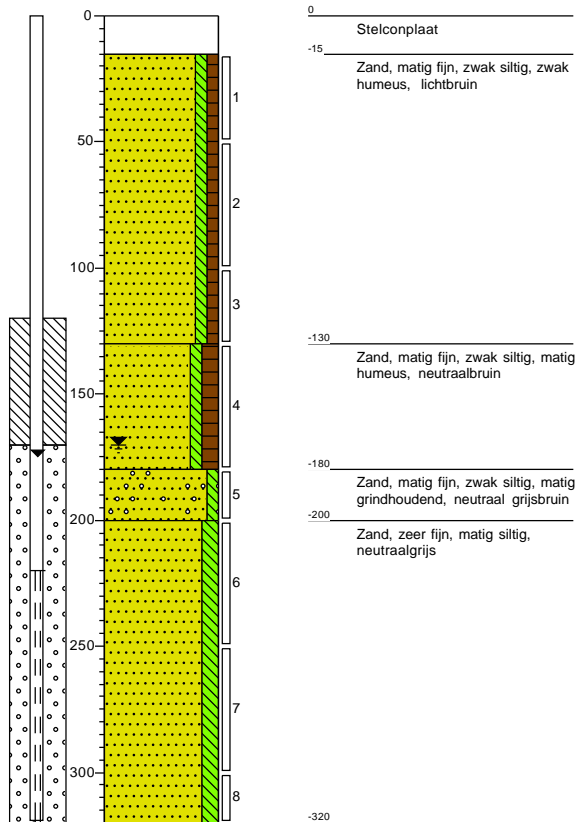 0
Stelconplaat
-15
Zand, matig fijn, zwak siltig, zwak
humeus, lichtbruin
-130
Zand, matig fijn, zwak siltig, matig
humeus, neutraalbruin
-180
Zand, matig fijn, zwak siltig, matig
grindhoudend, neutraal grijsbruin
-200
Zand, zeer fijn, matig siltig,
neutraalgrijs
-320
0
50
100
150
200
250
300
1
2
3
4
5
6
7
8